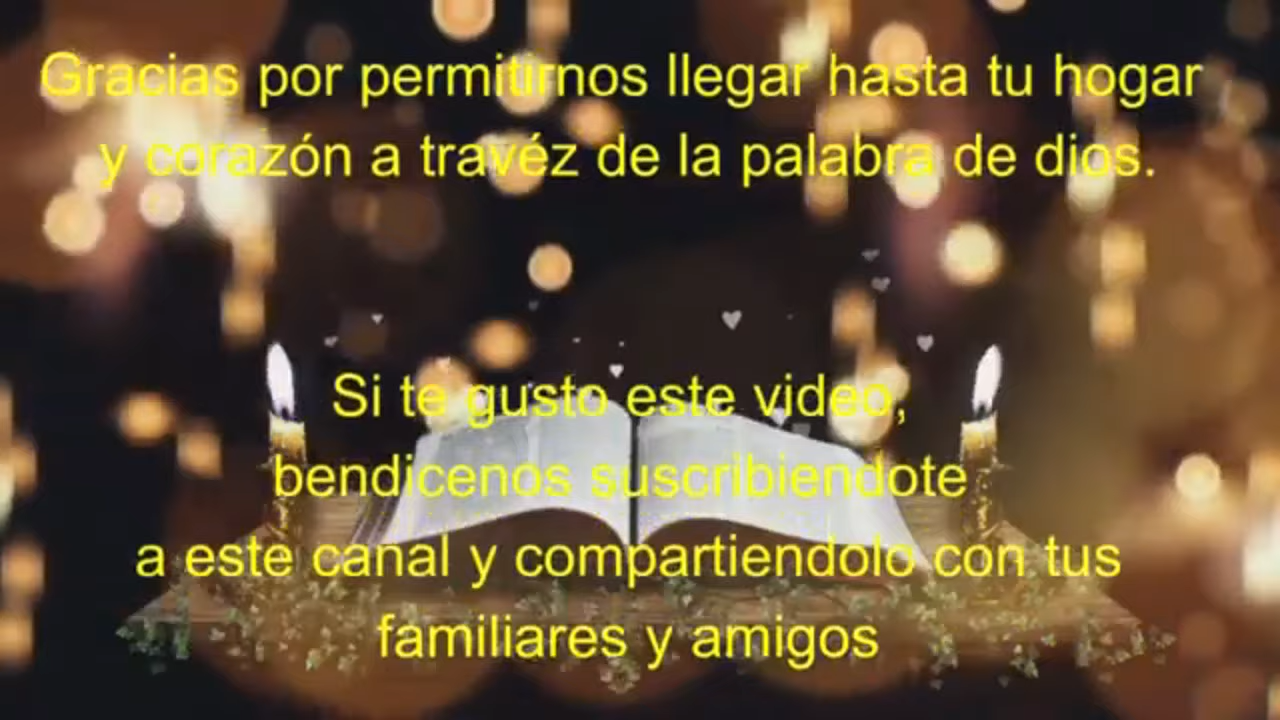 Gracias por permitirnos llegar hasta tu hogar
y corazón a travéz de la palabra de dios.
Si te gusto este video,
bendicenos suscribiendote
a este canal y compartiendolo con tus
familiares y amigos